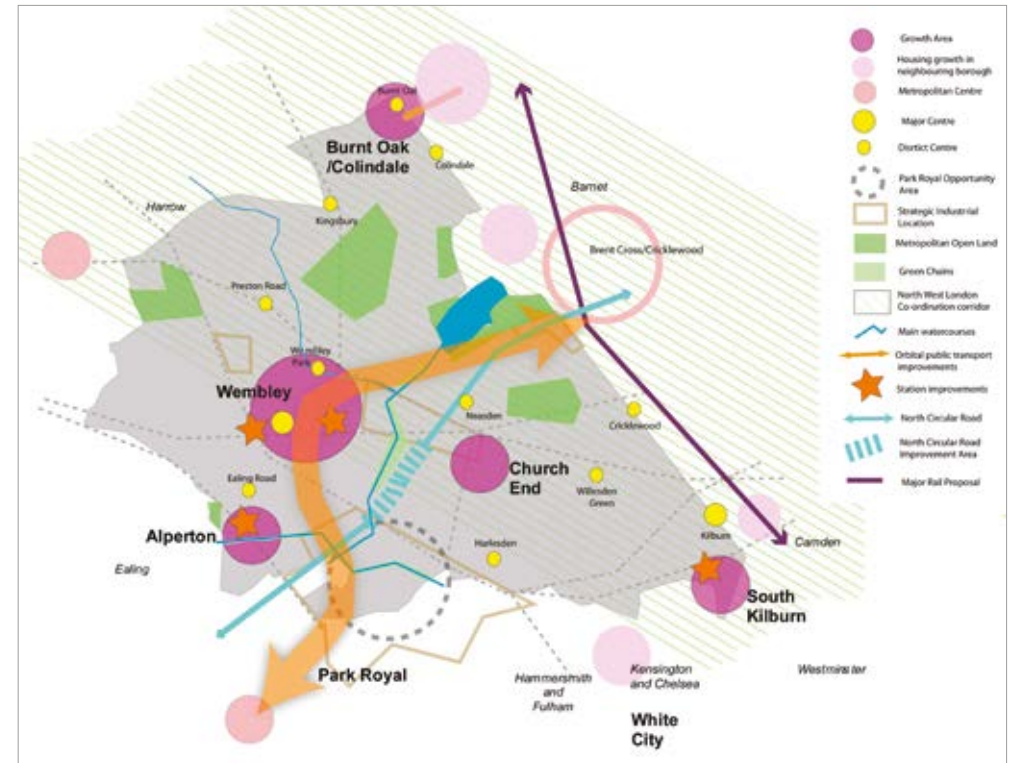 Burnt Oak
Burnt Oak
/Colindale
Colindale
Harrow
Kingsbury
Barnet
Brent Cross/Cricklewood
Preston Road
Wembley
Park
Wembley
Neasden
Cricklewood
Church
End
Ealing Road
Willesden
Green
Alperton
Kilburn
Harlesden
Camden
Ealing
South
Kilburn
Park Royal
Hammersmith
and
Fulham
Kensington
and Chelsea
Westminster
White
City
Growth Area
Housing growth in
neighbouring borough
Metropolitan Centre
Major Centre
Distict Centre
Park Royal Opportunity
Area
Strategic Industrial
Location
Metropolitan Open Land
Green Chains
North West London
Co-ordination corridor
Main watercourses
Orbital public transport
improvements
Station improvements
North Circular Road
North Circular Road
Improvement Area
Major Rail Proposal